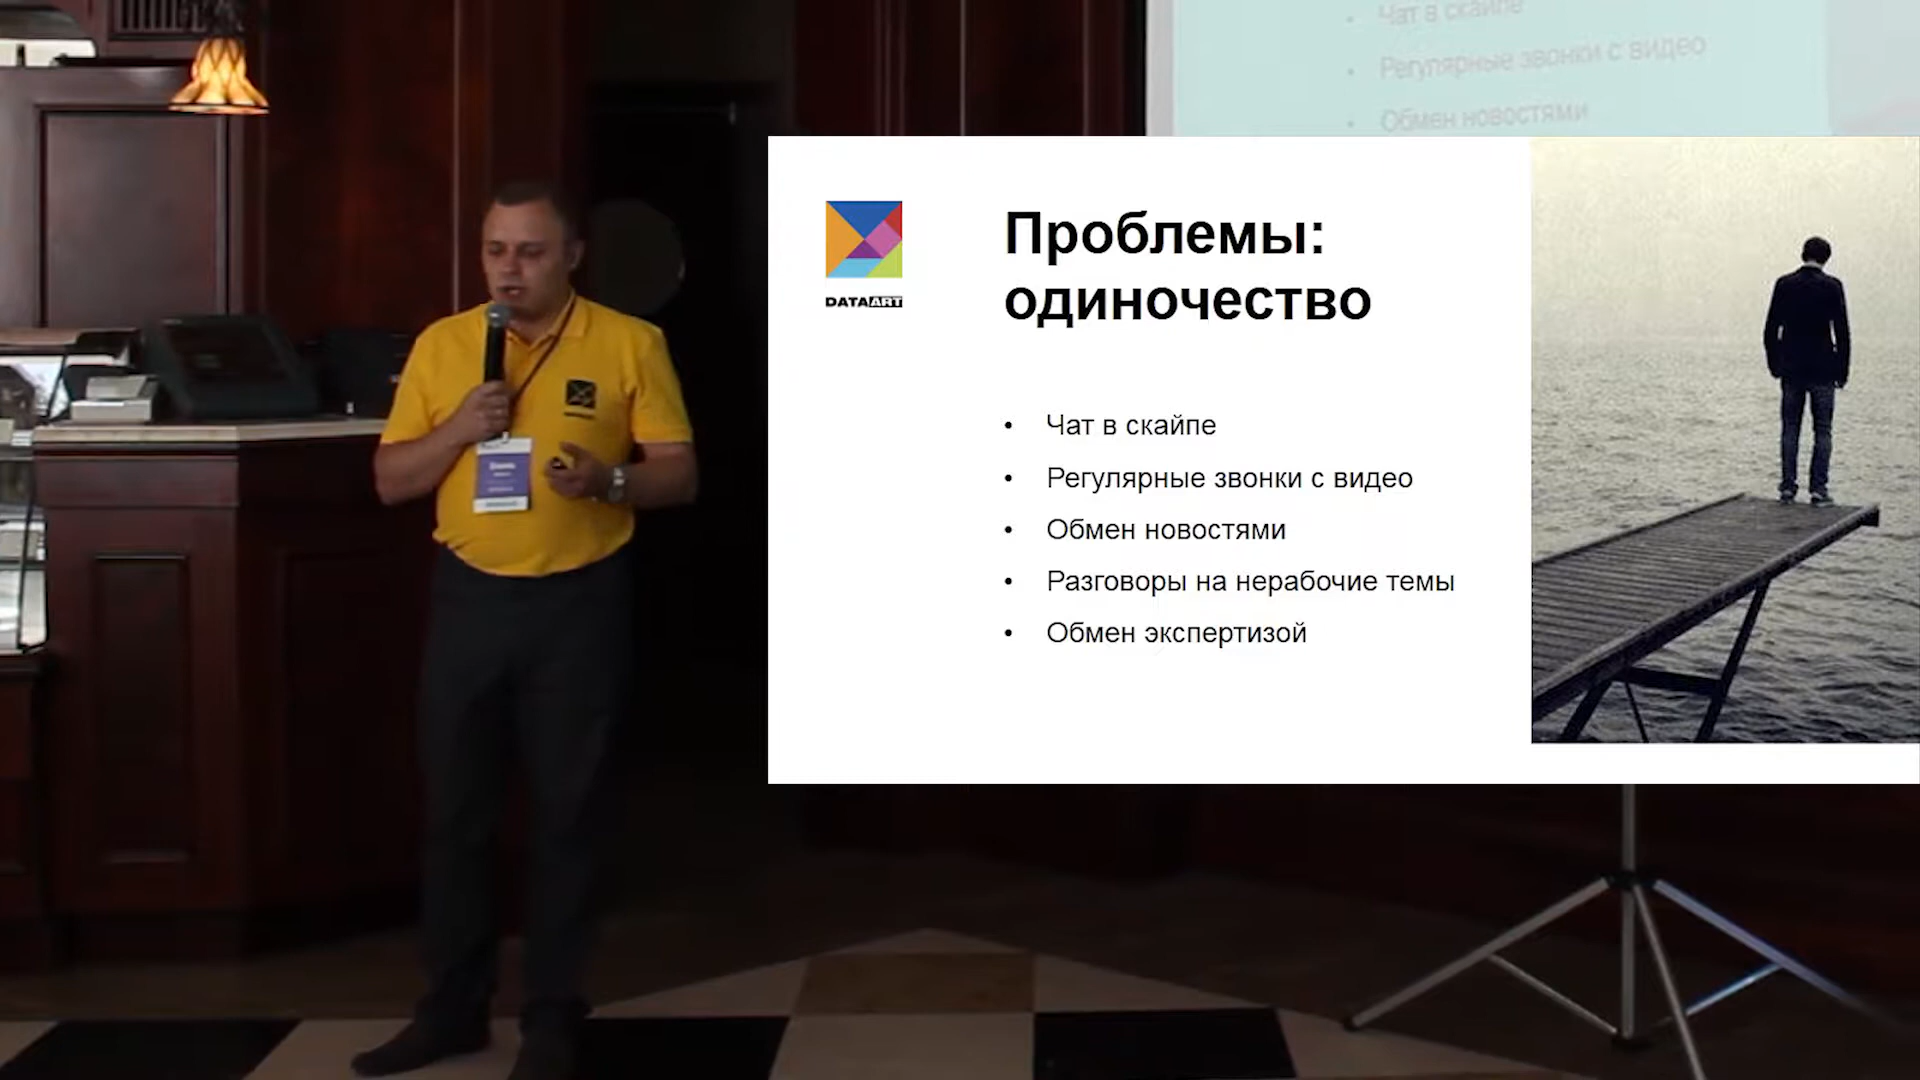 Чат в скайпе
Регулярные звонки с видео
Обмен новостями
DATAART
Проблемы:
одиночество
• Чат в скайпе
• Регулярные звонки с видео
• Обмен новостями
• Разговоры на нерабочие темы
• Обмен экспертизой